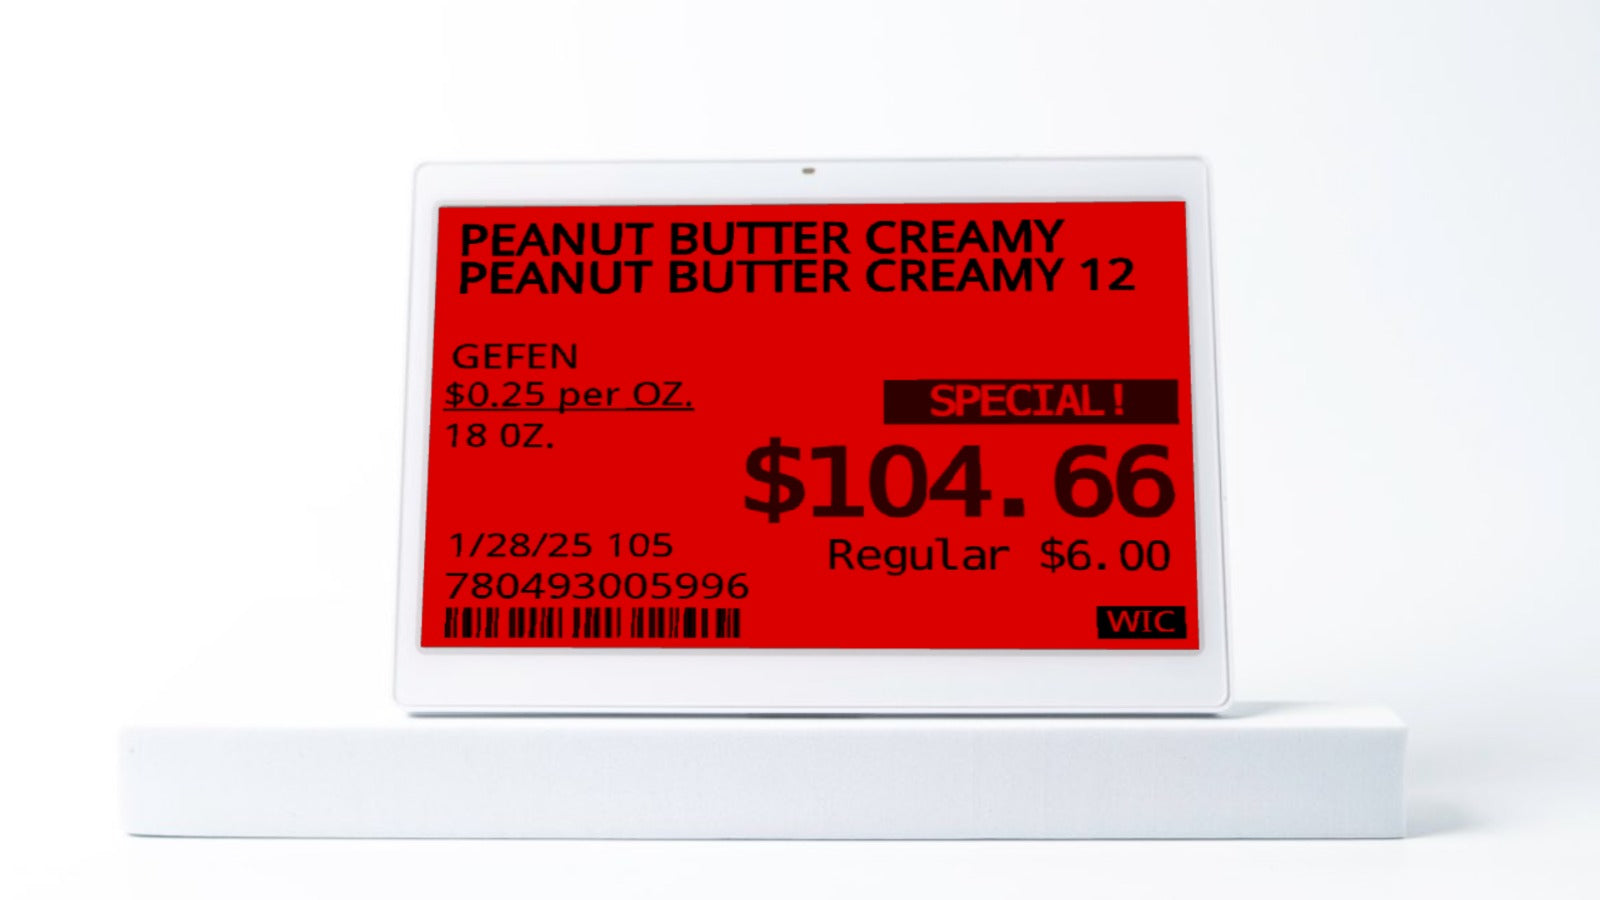 PEANUT BUTTER CREAMY
PEANUT BUTTER CREAMY 12
GEFEN
$0.25 per OZ.
18 0Z.
SPECIAL!
$104.66
Regular $6.00
1/28/25 105
780493005996
WIC